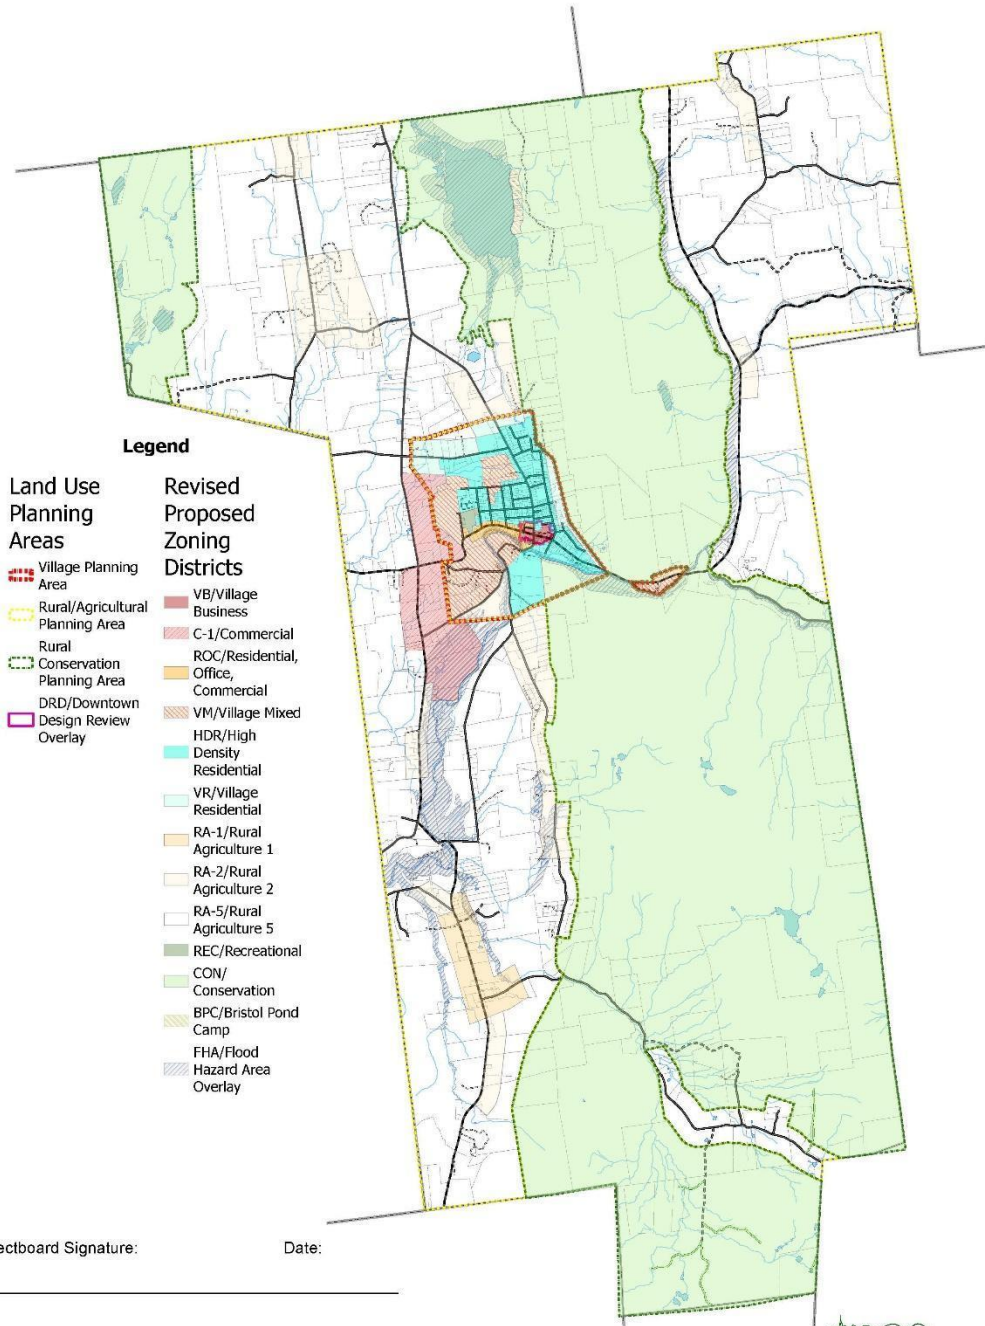 Legend
Land Use
Planning
Areas
Village Planning
Area
Rural/Agricultural
Planning Area
Rural
Conservation
Planning Area
DRD/Downtown
Design Review
Overlay
Revised
Proposed
Zoning
Districts
VB/Village
Business
C-1/Commercial
ROC/Residential,
Office,
Commercial
VM/Village Mixed
HDR/High
Density
Residential
VR/Village
Residential
RA-1/Rural
Agriculture 1
RA-2/Rural
Agriculture 2
RA-5/Rural
Agriculture 5
REC/Recreational
CON/
Conservation
BPC/Bristol Pond
Camp
FHA/Flood
Hazard Area
Overlay
ectboard Signature: Date: